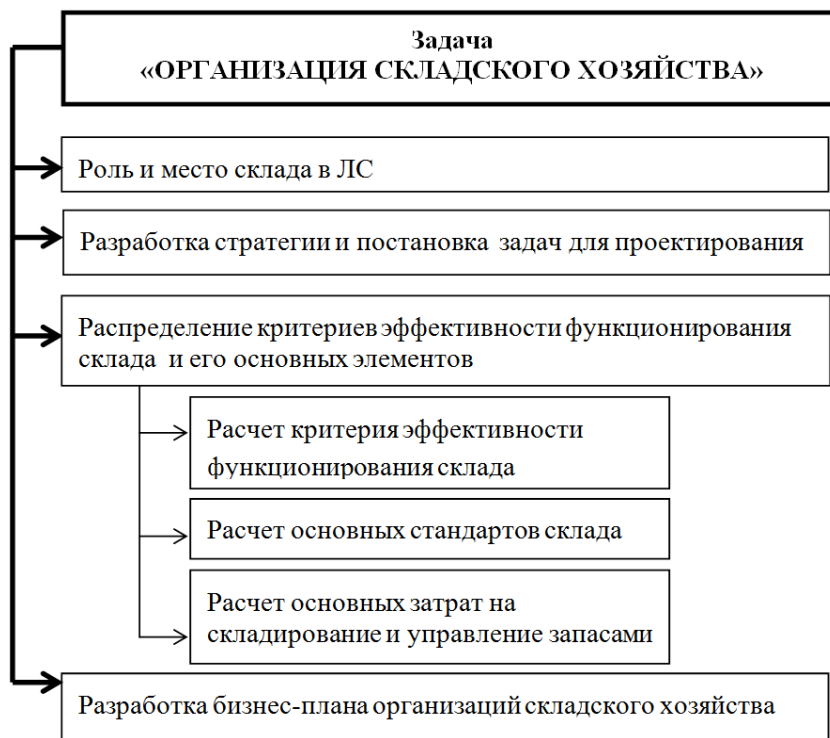 Задача
«ОРГАНИЗАЦИЯ СКЛАДСКОГО ХОЗЯЙСТВА»
Роль и место склада в ЛС
Разработка стратегии и постановка задач для проектирования
Распределение критериев эффективности функционирования
склада и его основных элементов
Расчет критерия эффективности
функционирования склада
Расчет основных стандартов склада
Расчет основных затрат на
складирование и управление запасами
Разработка бизнес-плана организаций складского хозяйства